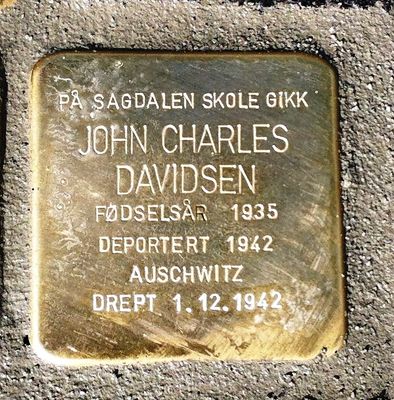 PÅ SAGDALEN SKOLE GIKK
JOHN CHARLES
DAVIDSEN
FØDSELSÅR 1935
DEPORTERT 1942
AUSCHWITZ
DREPT 1.12.1942